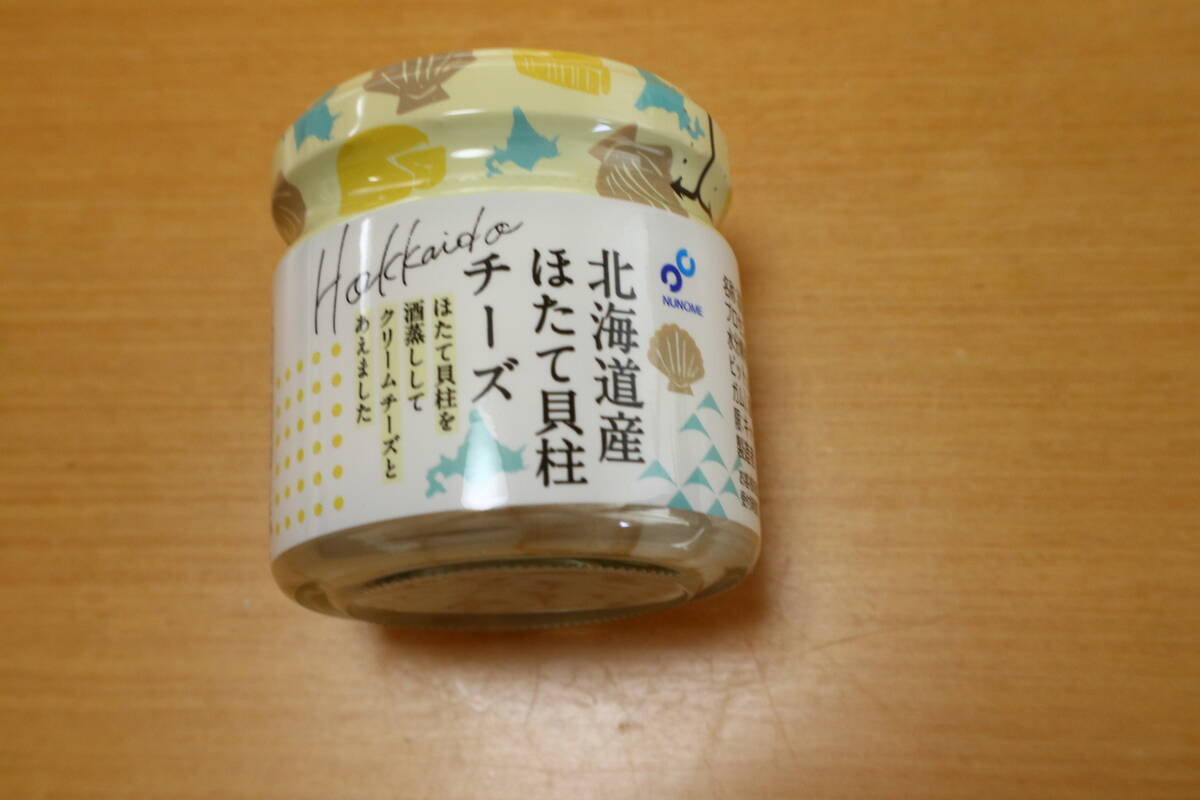 Hokkaido
北海道産
ほたて貝柱
チーズ
ほたて貝柱を
酒蒸しして
クリームチーズと
あえました
NUNOME